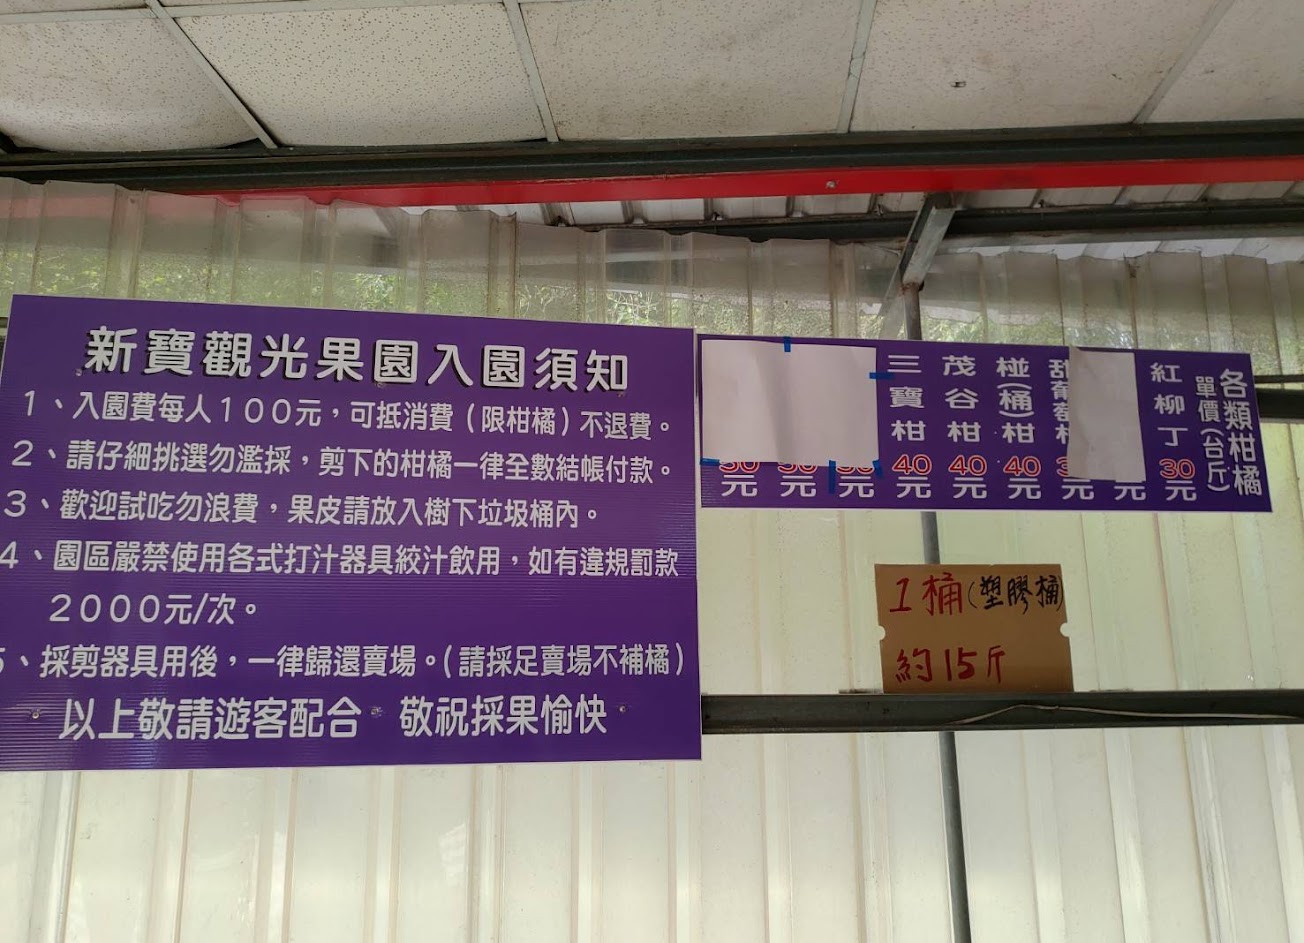 新寶觀光果園入園須知
1、入園費每人100元，可抵消費（限柑橘）不退費。
2、請仔細挑選勿濫採，剪下的柑橘一律全數結帳付款。
3、歡迎試吃勿浪費，果皮請放入樹下垃圾桶內。
4、園區嚴禁使用各式打汁器具絞汁飲用，如有違規罰款
2000元/次。
5、採剪器具用後，一律歸還賣場。(請採足賣場不補橘)
以上敬請遊客配合 敬祝採果愉快
各類柑橘
單價(台斤)
紅柳丁 30元
元
甜葡萄 元
椪(桶)柑 40元
茂谷柑 40元
三寶柑 40元
元
元
元
1桶(塑膠桶)
約15斤